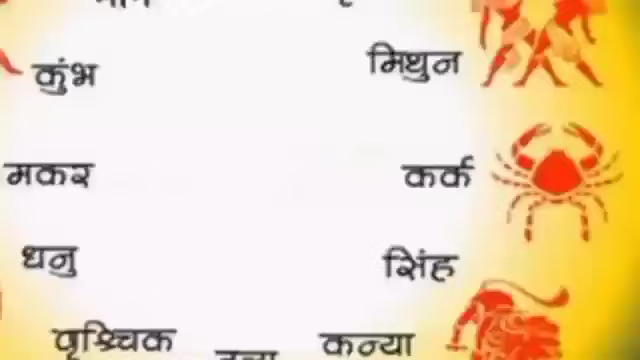 कुंभ
मिथुन
मकर
कर्क
धनु
सिंह
वृश्चिक
कन्या